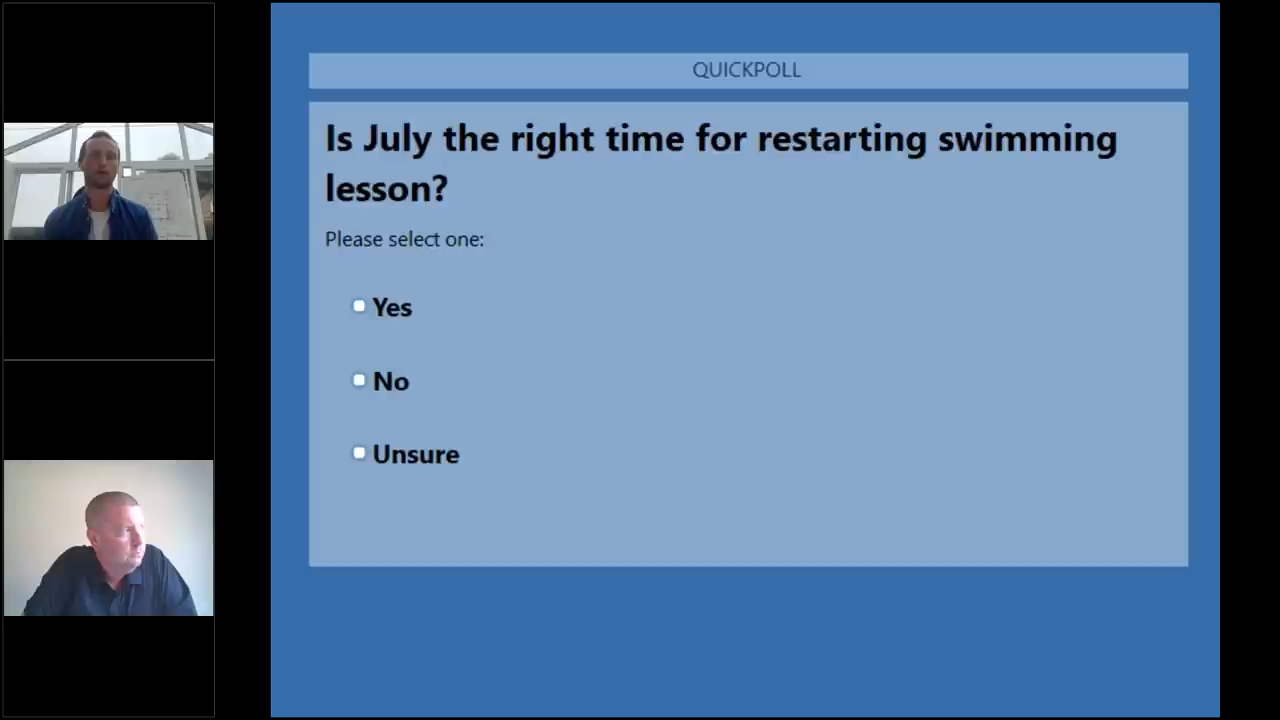 QUICKPOLL
Is July the right time for restarting swimming
lesson?
Please select one:
Yes
No
Unsure